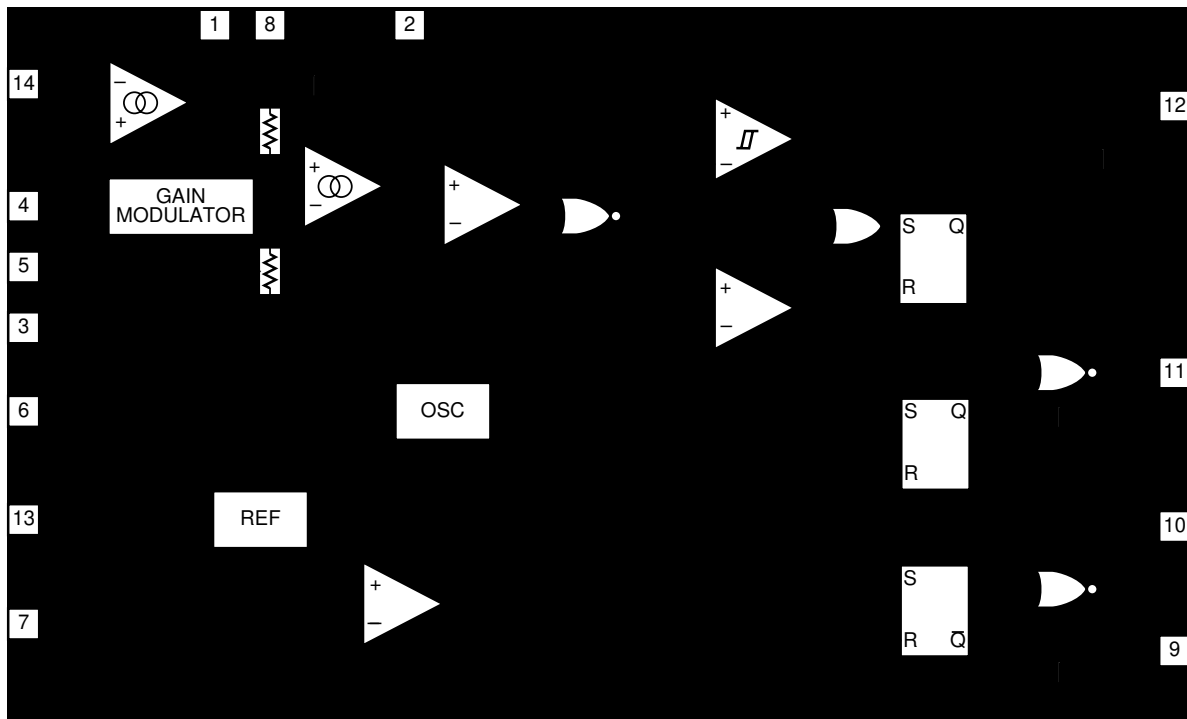 1 8 2
14
−
+
+
−
12
4
GAIN
MODULATOR
+
−
+
−
5
S Q
R
3
+
−
6
OSC
S Q
R
11
13
REF
10
+
−
7
S
R Q̅
9